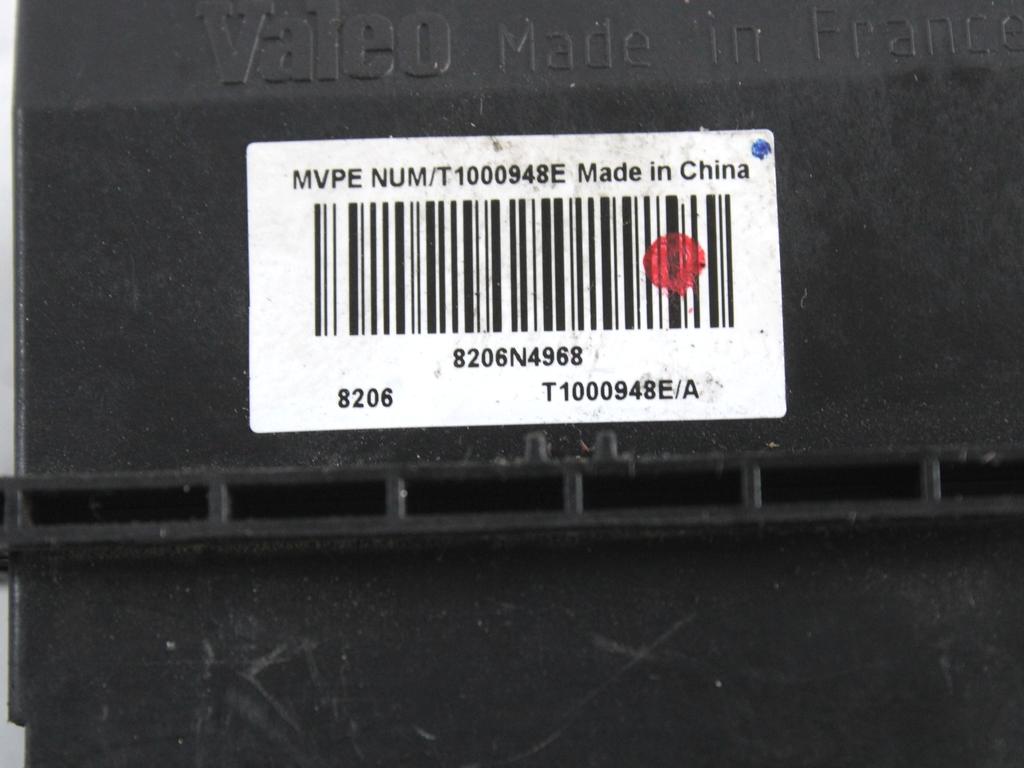 Valeo Made in France
MVPE NUM/T1000948E Made in China
8206N4968
8206 T1000948E/A